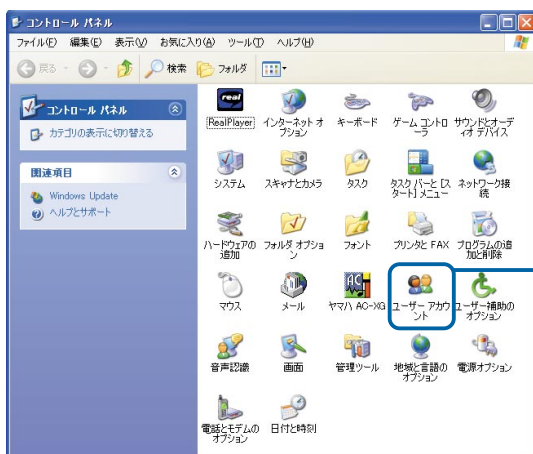 コントロール パネル
ファイル(F) 編集(E) 表示(V) お気に入り(A) ツール(T) ヘルプ(H)
戻る 検索 フォルダ
コントロール パネル
カテゴリの表示に切り替える
関連項目
Windows Update
ヘルプとサポート
real
RealPlayer
インターネット オ
プション
キーボード
ゲーム コントロ
ーラ
サウンドとオーデ
ィオ デバイス
システム
スキャナとカメラ
タスク
タスク バーと [ス
タート] メニュー
ネットワーク接
続
ハードウェアの
追加
フォルダ オプショ
ン
フォント
プリンタと FAX
プログラムの追
加と削除
マウス
メール
AC
ヤマハ AC-XG
ユーザー アカウ
ント
ユーザー補助の
オプション
音声認識
画面
管理ツール
地域と言語の
オプション
電源オプション
電話とモデムの
オプション
日付と時刻